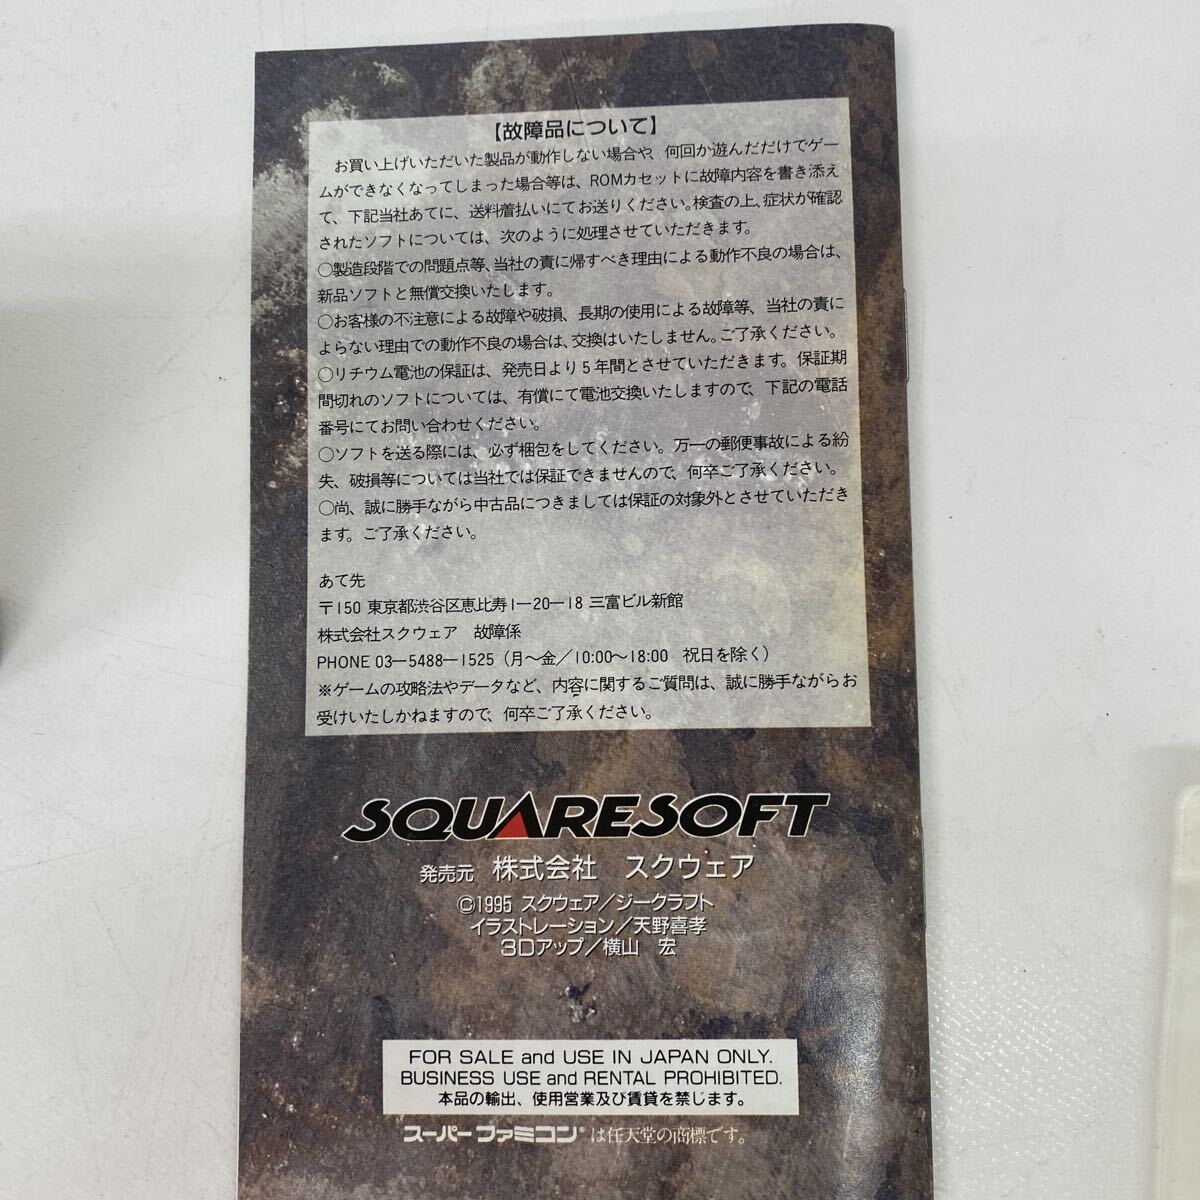 【故障品について】
お買い上げいただいた製品が動作しない場合や、何回か遊んだだけでゲー
ムができなくなってしまった場合等は、ROMカセットに故障内容を書き添え
て、下記当社あてに、送料着払いにてお送りください。検査の上、症状が確認
されたソフトについては、次のように処理させていただきます。
○製造段階での問題点等、当社の責に帰すべき理由による動作不良の場合は、
新品ソフトと無償交換いたします。
○お客様の不注意による故障や破損、長期の使用による故障等、当社の責に
よらない理由での動作不良の場合は、交換はいたしません。ご了承ください。
○リチウム電池の保証は、発売日より5年間とさせていただきます。保証期
間切れのソフトについては、有償にて電池交換いたしますので、下記の電話
番号にてお問い合わせください。
○ソフトを送る際には、必ず梱包をしてください。万一の郵便事故による紛
失、破損等については当社では保証できませんので、何卒ご了承ください。
○尚、誠に勝手ながら中古品につきましては保証の対象外とさせていただき
ます。ご了承ください。
あて先
〒150 東京都渋谷区恵比寿1—20—18 三富ビル新館
株式会社スクウェア 故障係
PHONE 03—5488—1525（月〜金／10:00〜18:00 祝日を除く）
※ゲームの攻略法やデータなど、内容に関するご質問は、誠に勝手ながらお
受けいたしかねますので、何卒ご了承ください。
SQUARESOFT
発売元 株式会社 スクウェア
©1995 スクウェア／ジークラフト
イラストレーション／天野喜孝
3Dアップ／横山 宏
FOR SALE and USE IN JAPAN ONLY.
BUSINESS USE and RENTAL PROHIBITED.
本品の輸出、使用営業及び賃貸を禁じます。
スーパーファミコン®は任天堂の商標です。